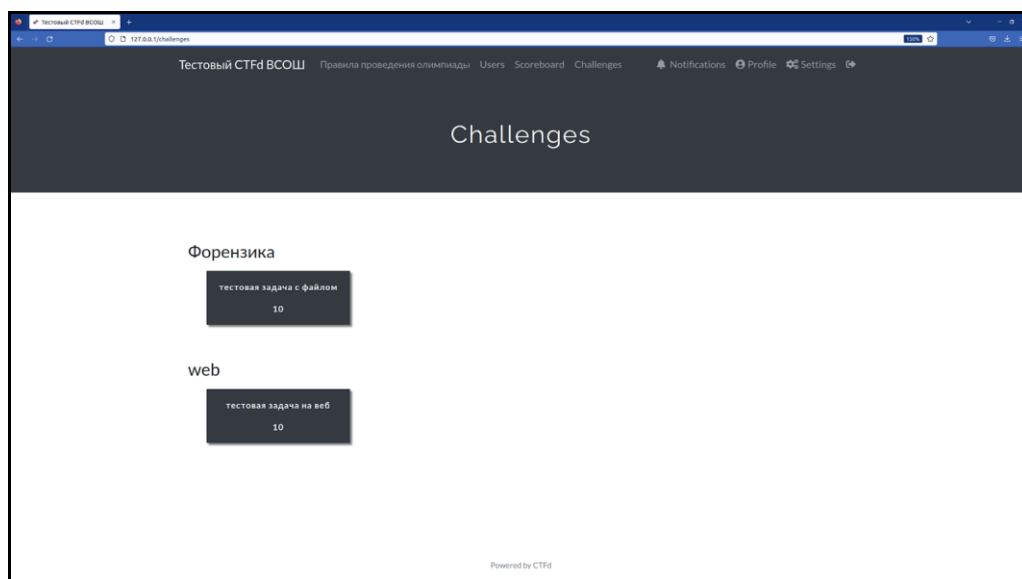 Тестовый CTFd ВСОШ
127.0.0.1/challenges
120%
Тестовый CTFd ВСОШ Правила проведения олимпиады Users Scoreboard Challenges Notifications Profile Settings
Challenges
Форензика
тестовая задача с файлом
10
web
тестовая задача на веб
10
Powered by CTFd